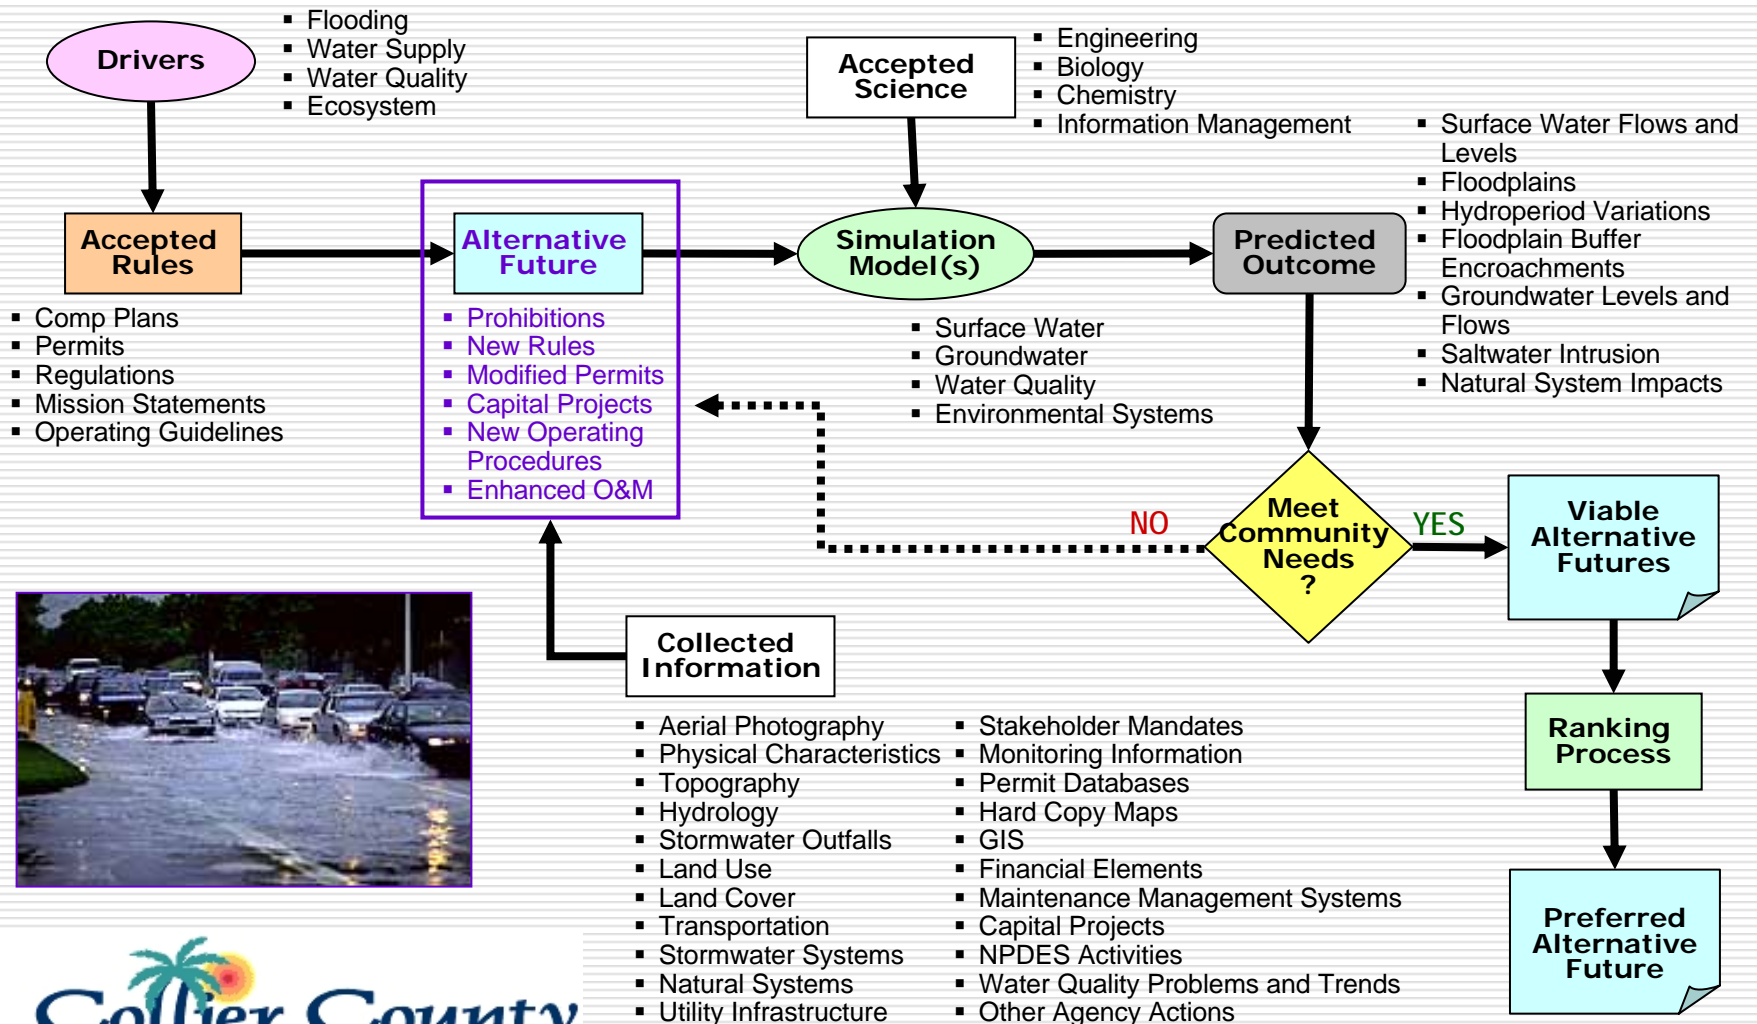 Drivers
▪ Flooding
▪ Water Supply
▪ Water Quality
▪ Ecosystem
Accepted
Science
▪ Engineering
▪ Biology
▪ Chemistry
▪ Information Management
Accepted
Rules
▪ Comp Plans
▪ Permits
▪ Regulations
▪ Mission Statements
▪ Operating Guidelines
Alternative
Future
▪ Prohibitions
▪ New Rules
▪ Modified Permits
▪ Capital Projects
▪ New Operating
Procedures
▪ Enhanced O&M
Simulation
Model(s)
▪ Surface Water
▪ Groundwater
▪ Water Quality
▪ Environmental Systems
Predicted
Outcome
▪ Surface Water Flows and
Levels
▪ Floodplains
▪ Hydroperiod Variations
▪ Floodplain Buffer
Encroachments
▪ Groundwater Levels and
Flows
▪ Saltwater Intrusion
▪ Natural System Impacts
NO
Meet
Community
Needs
?
YES
Viable
Alternative
Futures
Collected
Information
▪ Aerial Photography
▪ Physical Characteristics
▪ Topography
▪ Hydrology
▪ Stormwater Outfalls
▪ Land Use
▪ Land Cover
▪ Transportation
▪ Stormwater Systems
▪ Natural Systems
▪ Utility Infrastructure
▪ Stakeholder Mandates
▪ Monitoring Information
▪ Permit Databases
▪ Hard Copy Maps
▪ GIS
▪ Financial Elements
▪ Maintenance Management Systems
▪ Capital Projects
▪ NPDES Activities
▪ Water Quality Problems and Trends
▪ Other Agency Actions
Ranking
Process
Preferred
Alternative
Future
Collier County